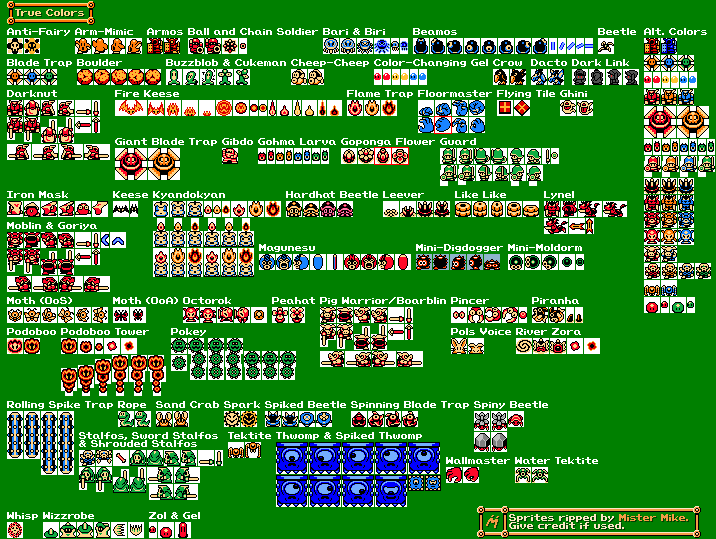 True Colors
Anti-Fairy Arm-Mimic Armos Ball and Chain Soldier Bari & Biri Beamos Beetle Alt. Colors
Blade Trap Boulder Buzzblob & Cukeman Cheep-Cheep Color-Changing Gel Crow Dacto Dark Link
Darknut Fire Keese Flame Trap Floormaster Flying Tile Ghini
Giant Blade Trap Gibdo Gohma Larva Goponga Flower Guard
Iron Mask Keese Kyandokyan Hardhat Beetle Leever Like Like Lynel
Moblin & Goriya
Magunesu Mini-Digdogger Mini-Moldorm
Moth (OoS) Moth (OoA) Octorok Peahat Pig Warrior/Boarblin Pincer Piranha
Podoboo Podoboo Tower Pokey Pols Voice River Zora
Rolling Spike Trap Rope Sand Crab Spark Spiked Beetle Spinning Blade Trap Spiny Beetle
Stalfos, Sword Stalfos
& Shrouded Stalfos
Tektite Thwomp & Spiked Thwomp
Wallmaster Water Tektite
Whisp Wizzrobe Zol & Gel
Sprites ripped by Mister Mike.
Give credit if used.